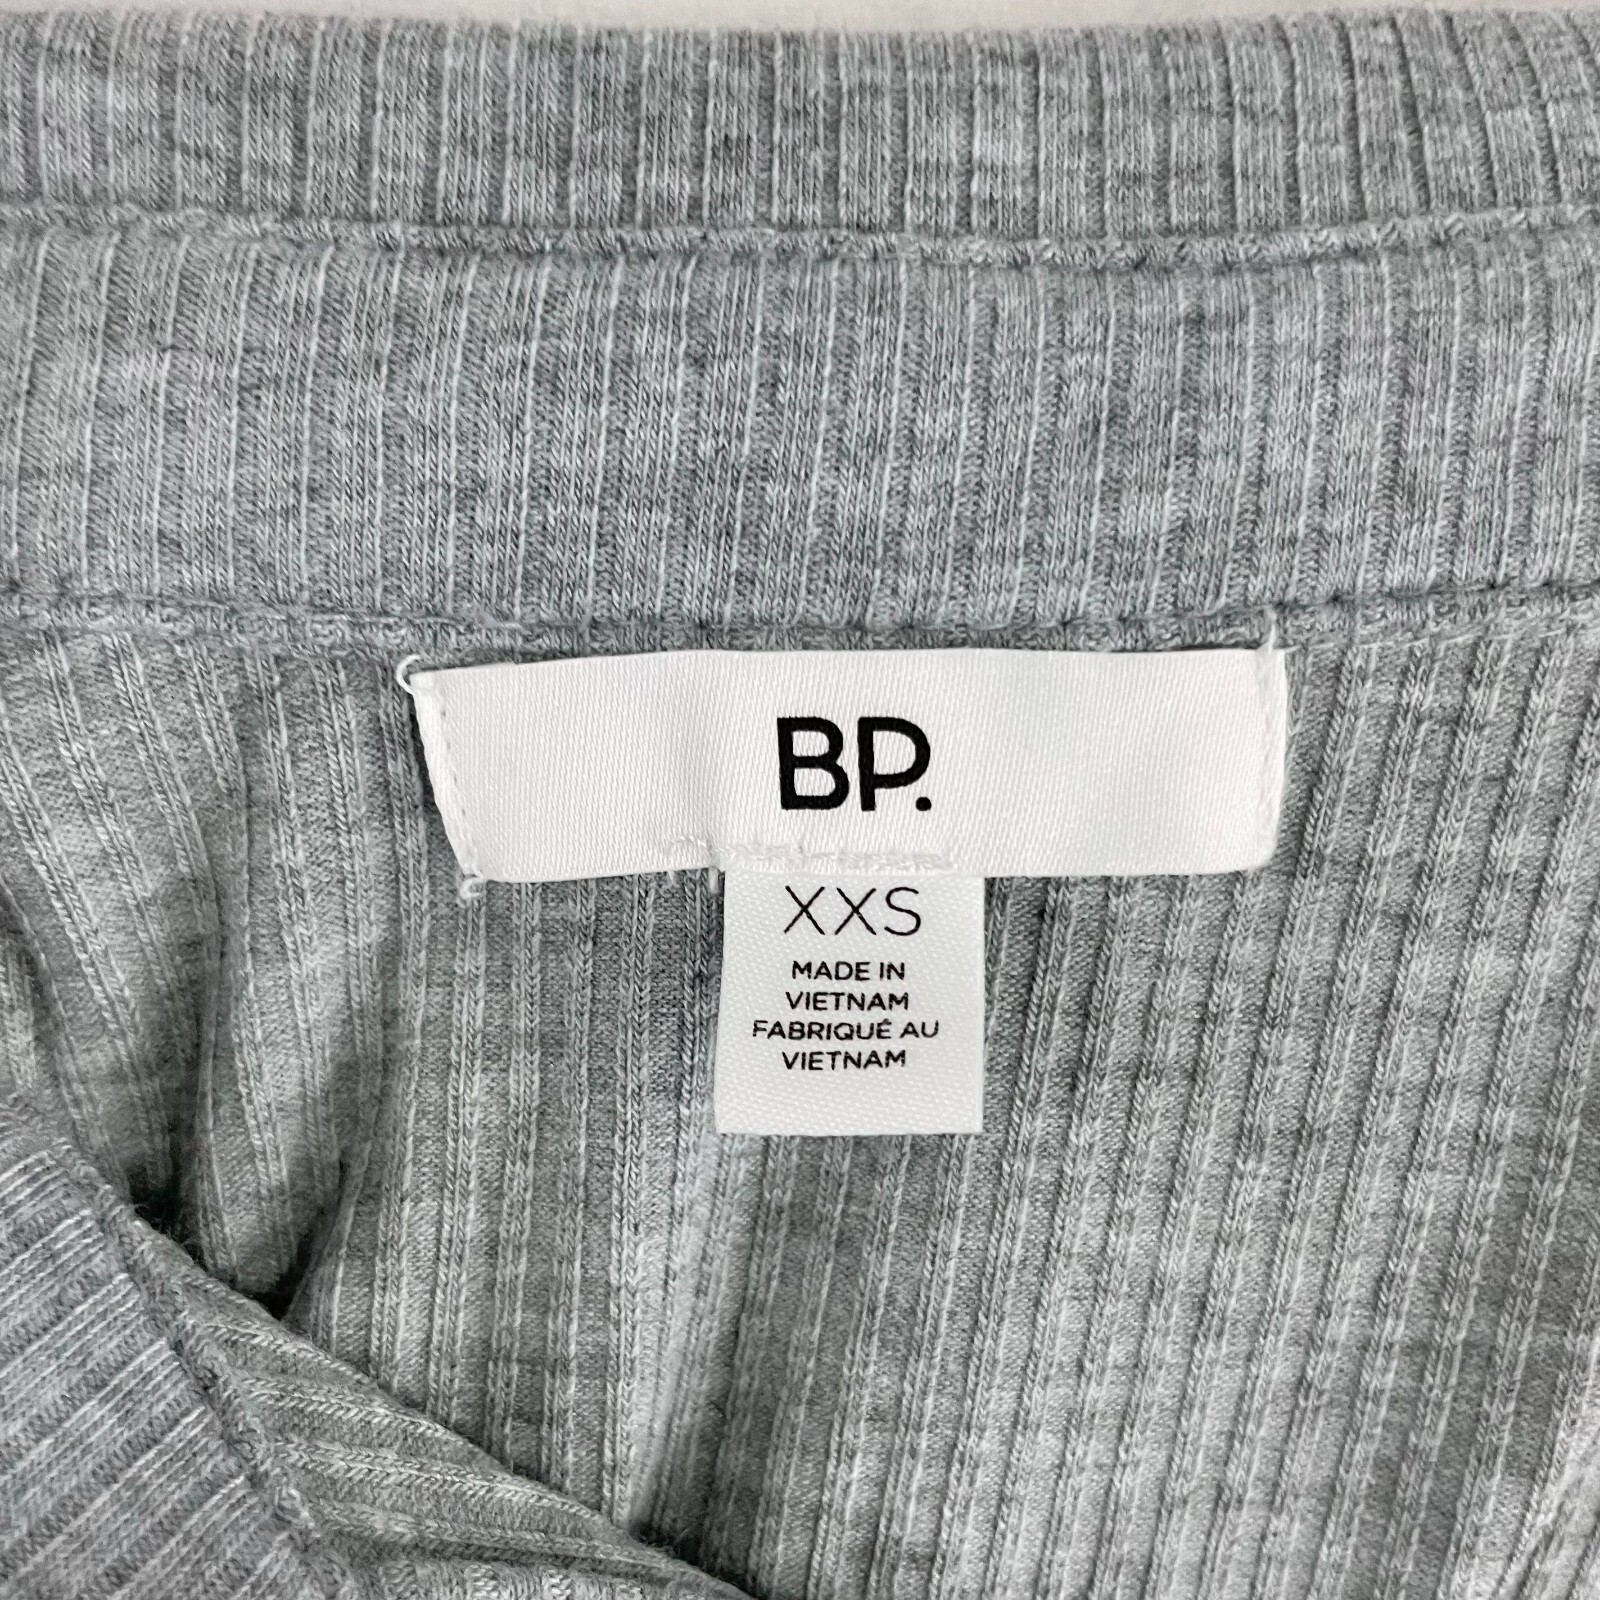 BP.
XXS
MADE IN
VIETNAM
FABRIQUÉ AU
VIETNAM